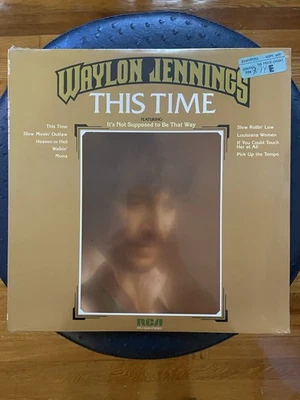 WAYLON JENNINGS
THIS TIME
FEATURING
It's Not Supposed to Be That Way
This Time
Slow Movin' Outlaw
Heaven or Hell
Walkin'
Mona
Slow Rollin' Low
Louisiana Women
If You Could Touch
Her at All
Pick Up the Tempo
RCA